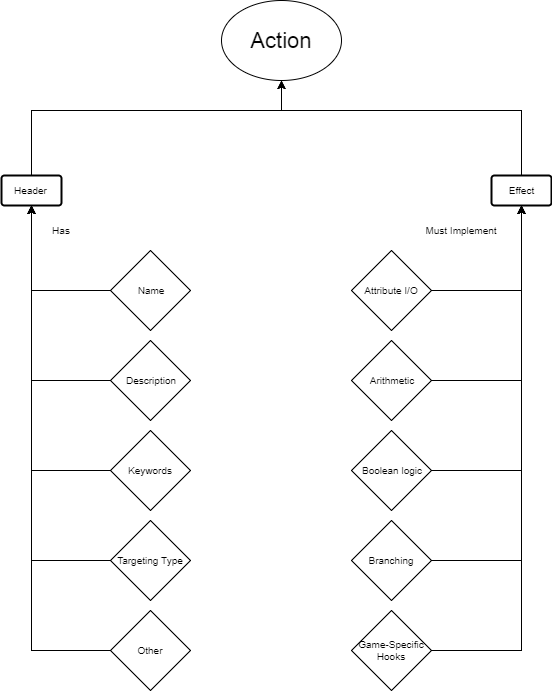 Action
Header
Effect
Has
Must Implement
Name
Attribute I/O
Description
Arithmetic
Keywords
Boolean logic
Targeting Type
Branching
Other
Game-Specific
Hooks